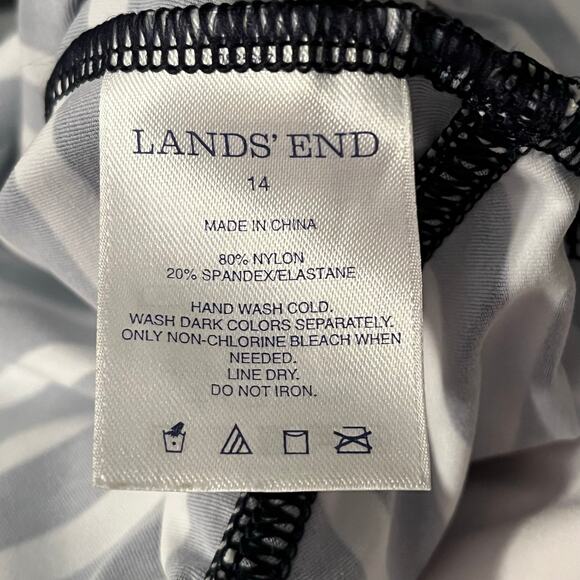 LANDS' END
14
MADE IN CHINA
80% NYLON
20% SPANDEX/ELASTANE
HAND WASH COLD.
WASH DARK COLORS SEPARATELY.
ONLY NON-CHLORINE BLEACH WHEN
NEEDED.
LINE DRY.
DO NOT IRON.